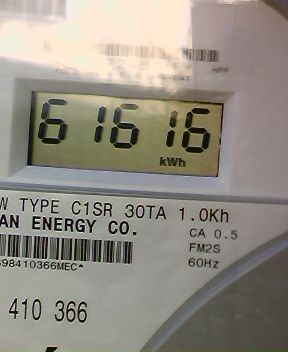 61616
kWh
W TYPE C1SR 30TA 1.0Kh
AN ENERGY CO.
CA 0.5
FM2S
60Hz
98410366MEC*
410 366